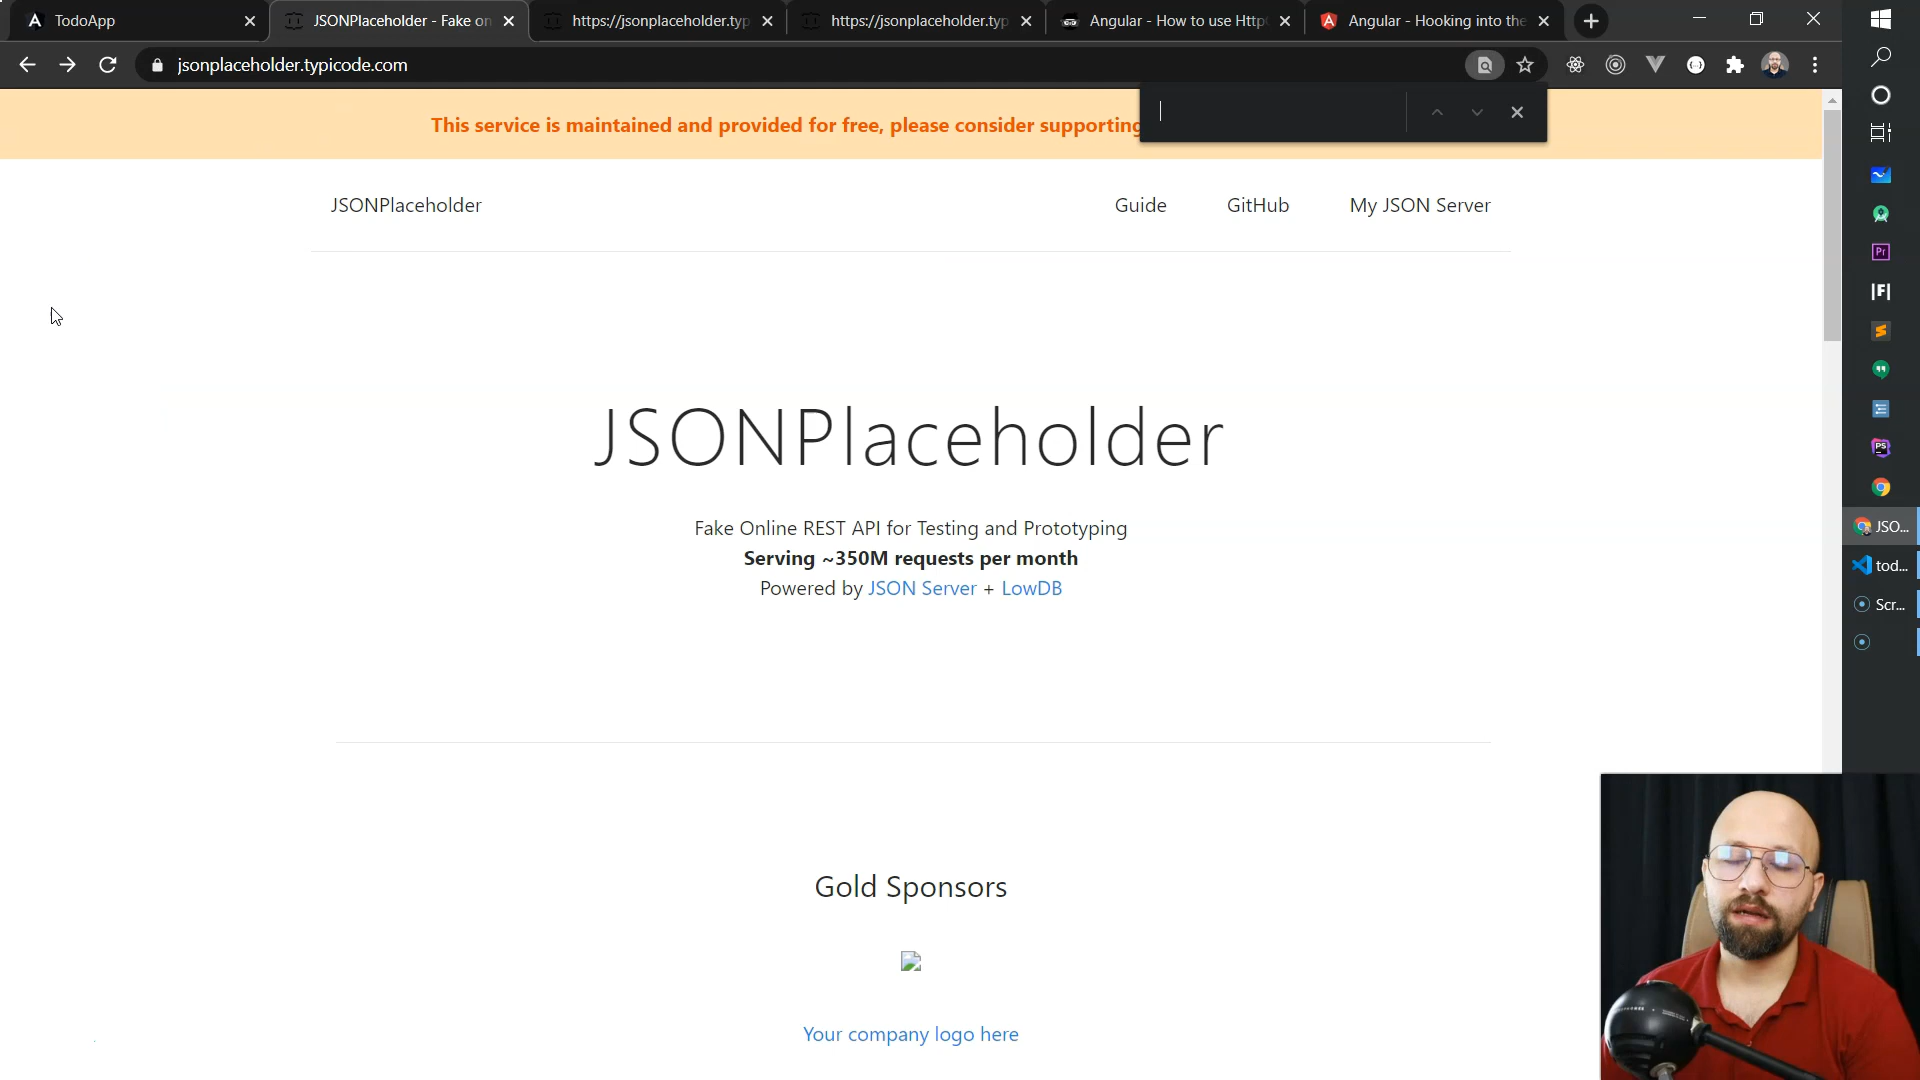 TodoApp
JSONPlaceholder - Fake on
https://jsonplaceholder.typ
https://jsonplaceholder.typ
Angular - How to use Http
Angular - Hooking into the
jsonplaceholder.typicode.com
This service is maintained and provided for free, please consider supporting
JSONPlaceholder
Guide
GitHub
My JSON Server
JSONPlaceholder
Fake Online REST API for Testing and Prototyping
Serving ~350M requests per month
Powered by JSON Server + LowDB
Gold Sponsors
Your company logo here
Pr
|F|
PS
JSO...
tod...
Scr...